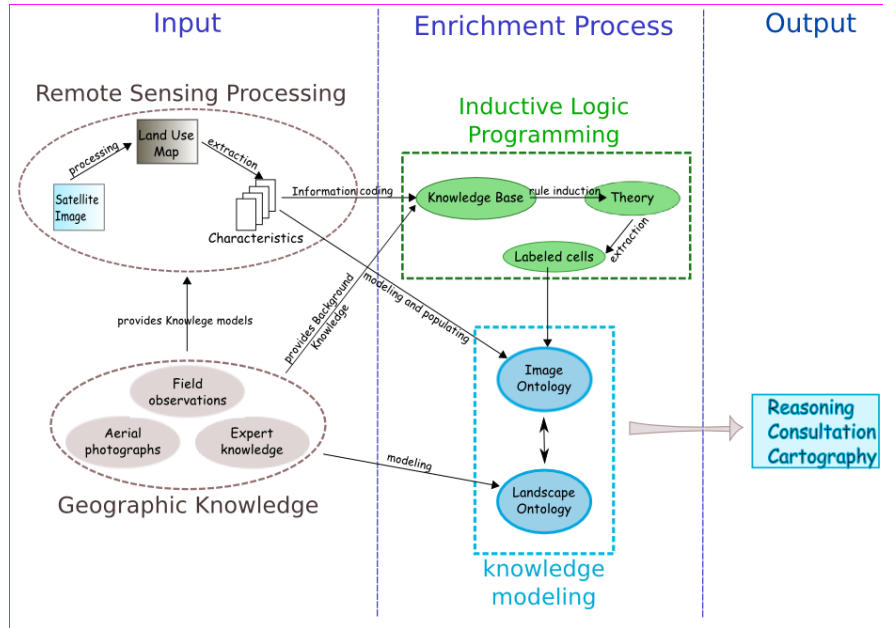 Input
Enrichment Process
Output
Remote Sensing Processing
Land Use
Map
processing
extraction
Satellite
Image
Characteristics
Information coding
Inductive Logic
Programming
Knowledge Base
rule induction
Theory
extraction
Labeled cells
provides Knowlege models
provides Background
Knowledge
modeling and populating
Field
observations
Aerial
photographs
Expert
knowledge
Geographic Knowledge
modeling
Image
Ontology
Landscape
Ontology
knowledge
modeling
Reasoning
Consultation
Cartography